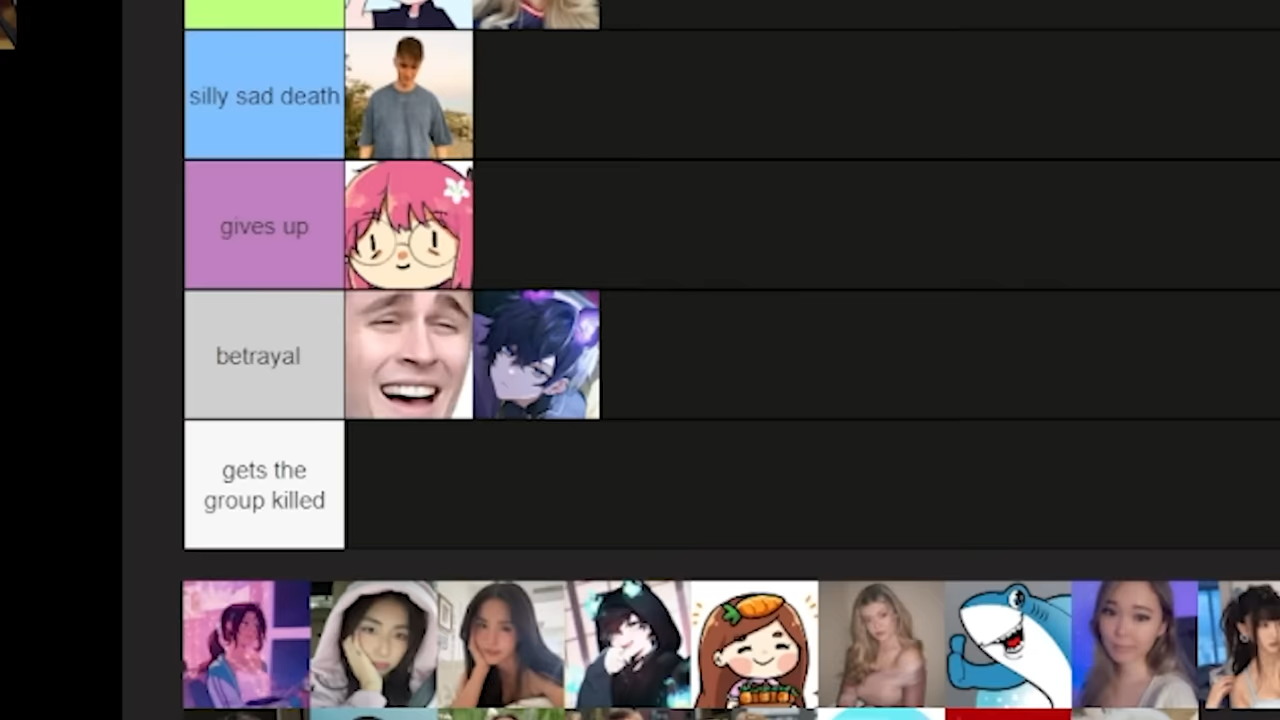 silly sad death
gives up
betrayal
gets the
group killed